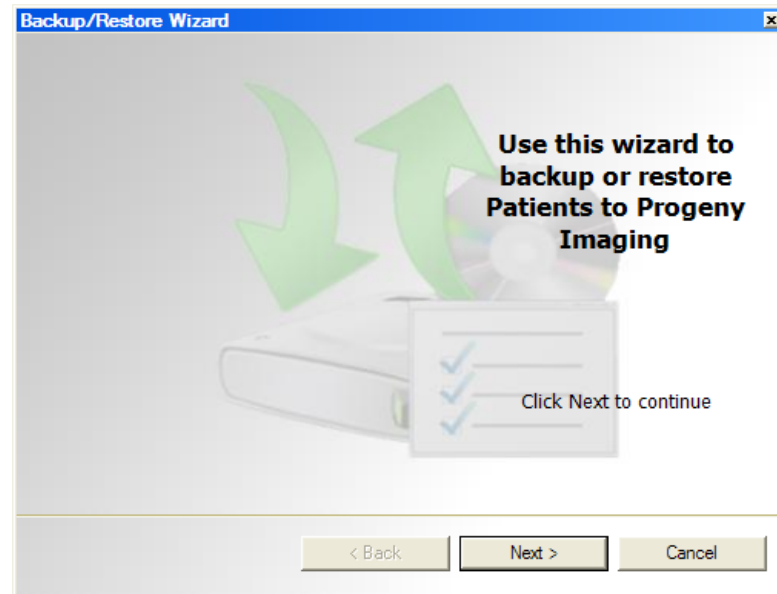 Backup/Restore Wizard
Use this wizard to
backup or restore
Patients to Progeny
Imaging
Click Next to continue
< Back
Next >
Cancel